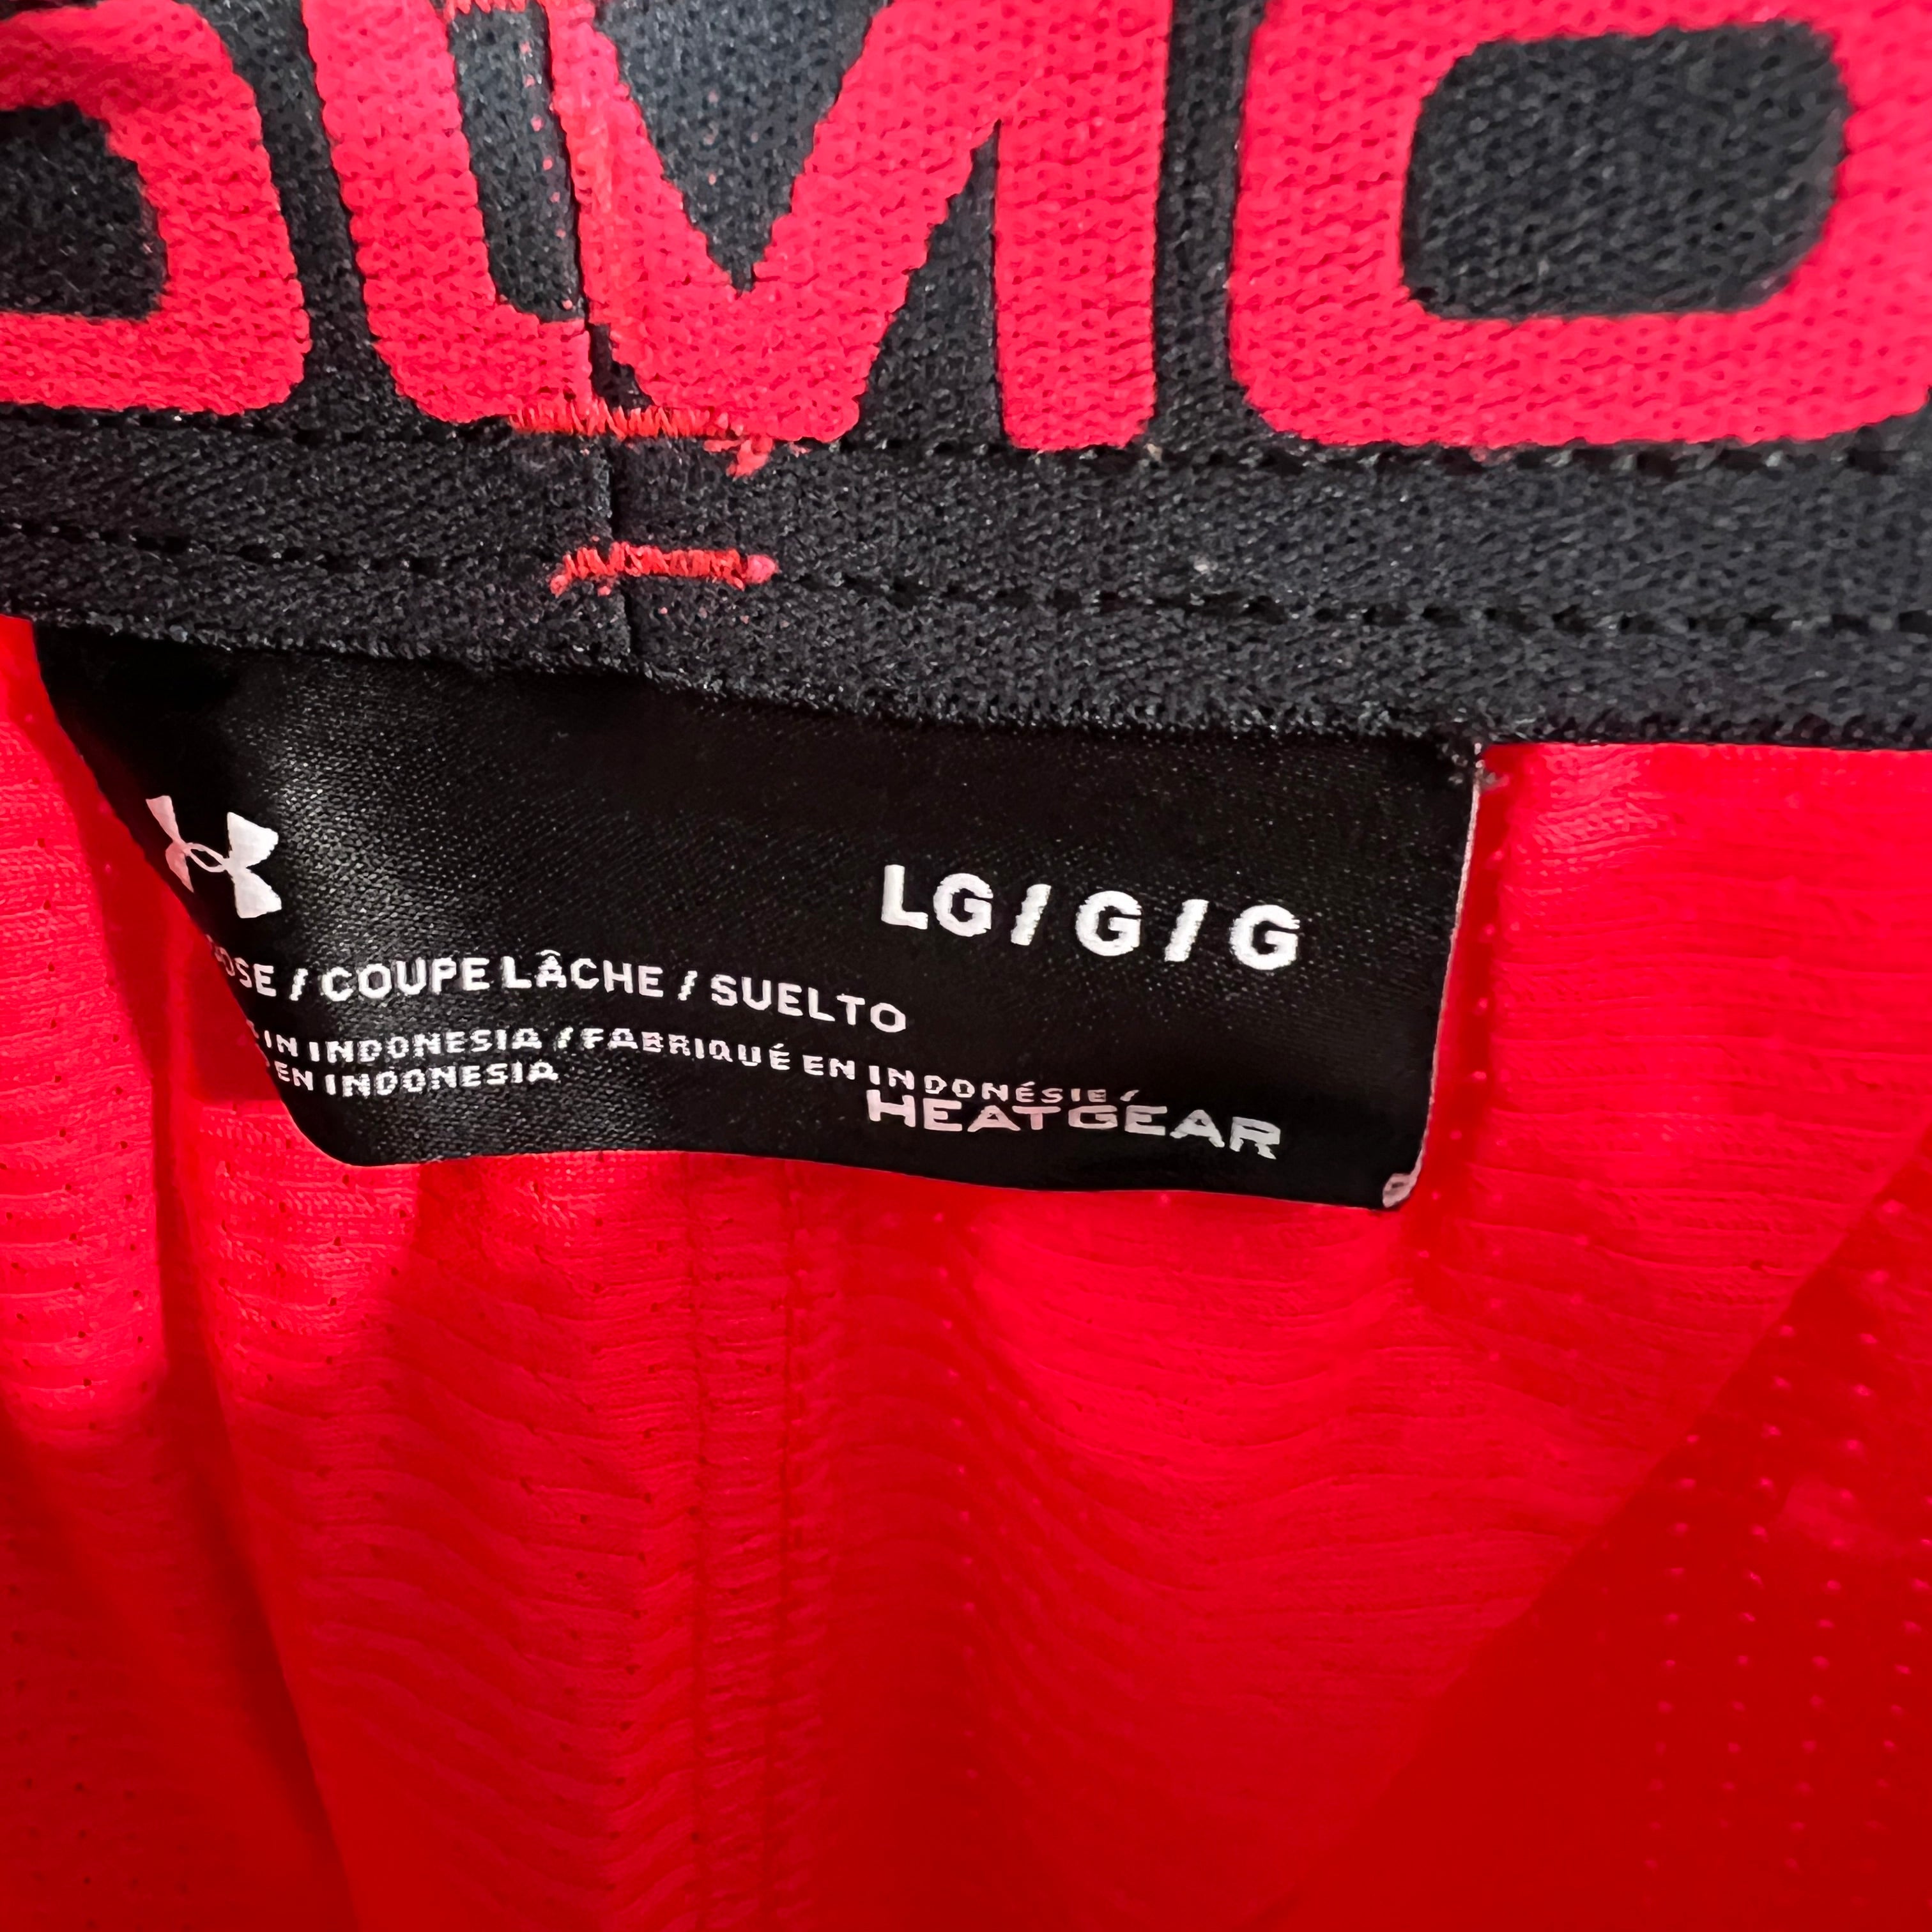 LG / G / G
COUPE LÂCHE / SUELTO
IN INDONESIA / FABRIQUÉ EN INDONÉSIE /
EN INDONESIA
HEATGEAR